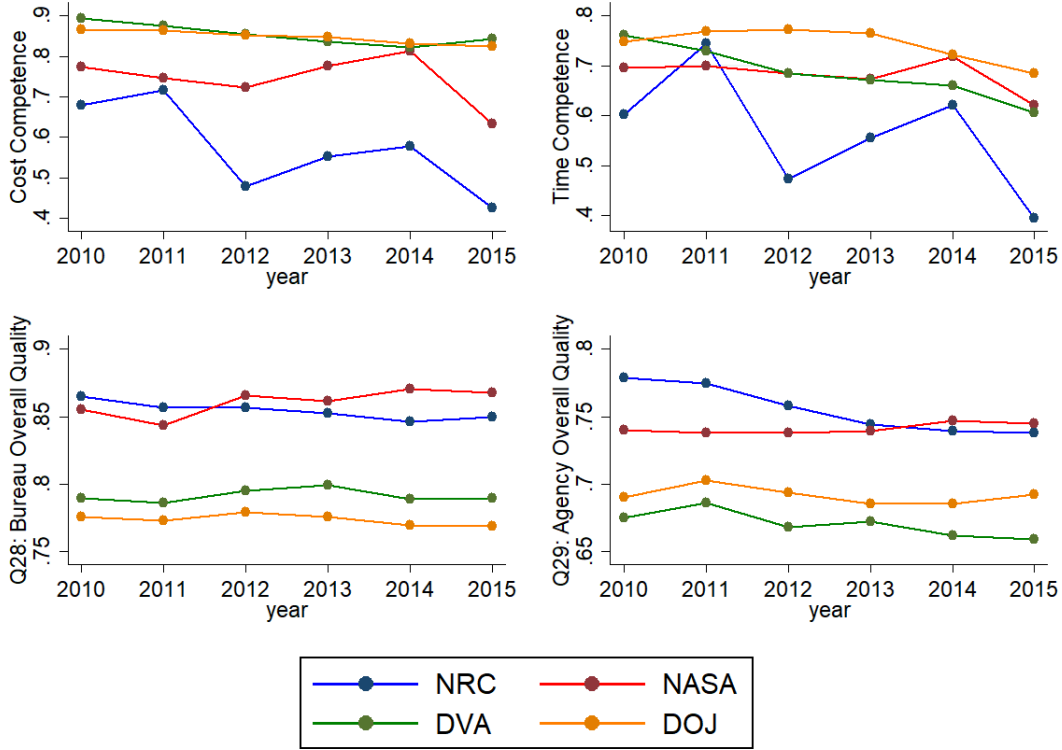 Cost Competence
.9
.8
.7
.6
.5
.4
2010 2011 2012 2013 2014 2015
year
Time Competence
.8
.7
.6
.5
.4
2010 2011 2012 2013 2014 2015
year
Q28: Bureau Overall Quality
.9
.85
.8
.75
2010 2011 2012 2013 2014 2015
year
Q29: Agency Overall Quality
.8
.75
.7
.65
2010 2011 2012 2013 2014 2015
year
NRC NASA
DVA DOJ